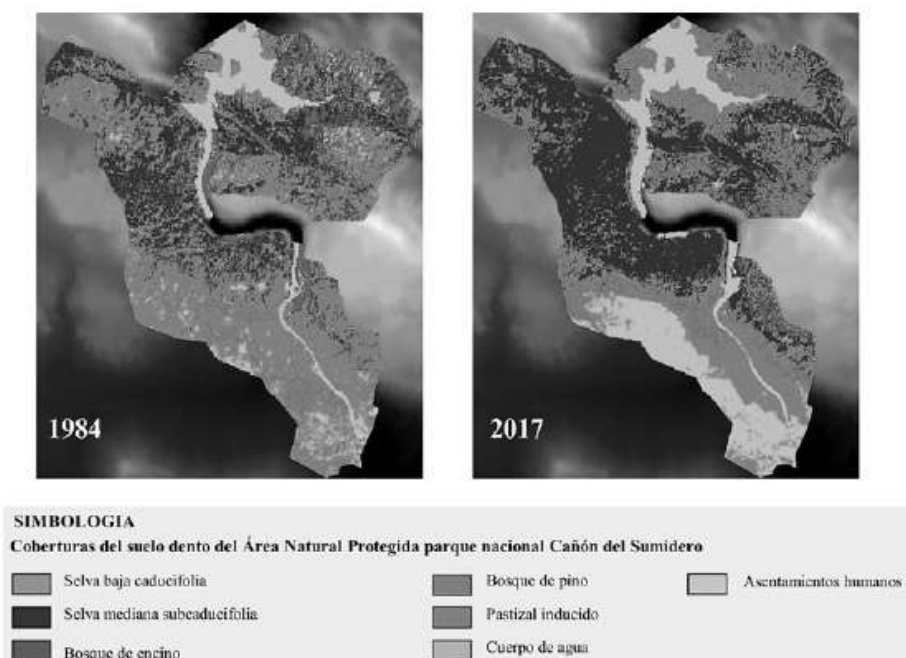 1984
2017
SIMBOLOGIA
Coberturas del suelo dento del Área Natural Protegida parque nacional Cañón del Sumidero
Selva baja caducifolia
Selva mediana subcaducifolia
Bosque de encino
Bosque de pino
Pastizal inducido
Cuerpo de agua
Asentamientos humanos